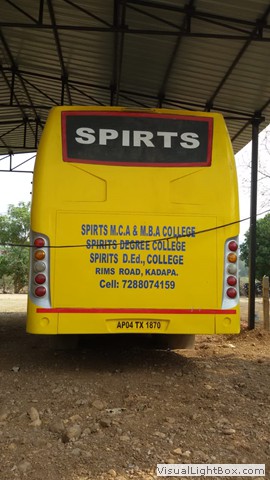 SPIRTS
SPIRTS M.C.A & M.B.A COLLEGE
SPIRTS DEGREE COLLEGE
SPIRTS D.Ed., COLLEGE
RIMS ROAD, KADAPA.
Cell: 7288074159
AP04 TX 1870
VisualLightBox.com